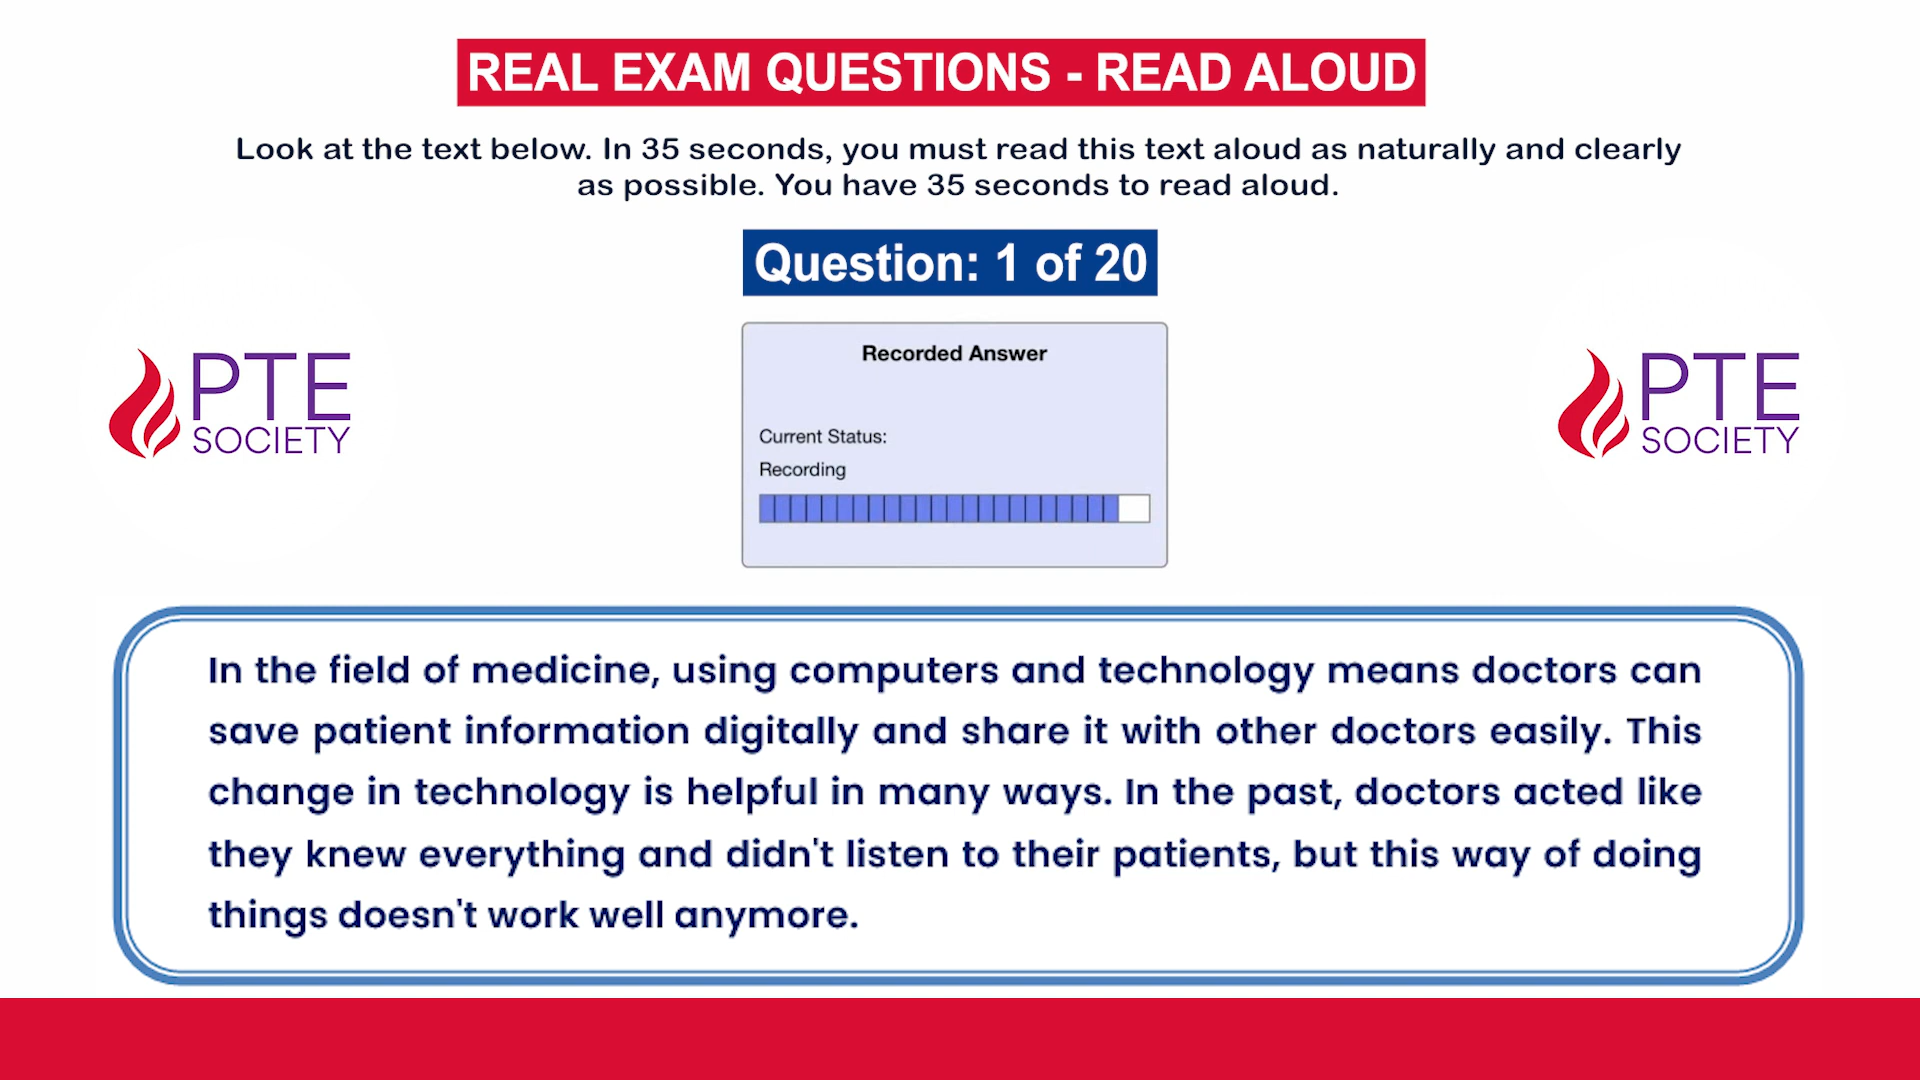 REAL EXAM QUESTIONS - READ ALOUD
Look at the text below. In 35 seconds, you must read this text aloud as naturally and clearly
as possible. You have 35 seconds to read aloud.
Question: 1 of 20
PTE
SOCIETY
Recorded Answer
Current Status:
Recording
PTE
SOCIETY
In the field of medicine, using computers and technology means doctors can
save patient information digitally and share it with other doctors easily. This
change in technology is helpful in many ways. In the past, doctors acted like
they knew everything and didn't listen to their patients, but this way of doing
things doesn't work well anymore.